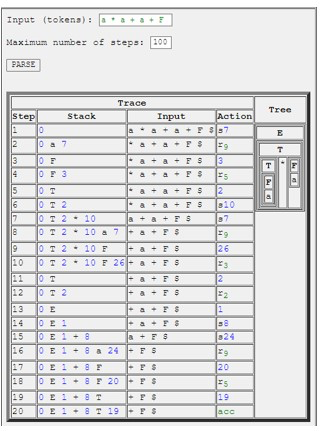 Input (tokens): a * a + a + F
Maximum number of steps: 100
PARSE
Trace Tree
Step Stack Input Action
1 0 a * a + a + F $ s7
2 0 a 7 * a + a + F $ r9
3 0 F * a + a + F $ 3
4 0 F 3 * a + a + F $ r5
5 0 T * a + a + F $ 2
6 0 T 2 * a + a + F $ s10
7 0 T 2 * 10 a + a + F $ s7
8 0 T 2 * 10 a 7 + a + F $ r9
9 0 T 2 * 10 F + a + F $ 26
10 0 T 2 * 10 F 26 + a + F $ r3
11 0 T + a + F $ 2
12 0 T 2 + a + F $ r2
13 0 E + a + F $ 1
14 0 E 1 + a + F $ s8
15 0 E 1 + 8 a + F $ s24
16 0 E 1 + 8 a 24 + F $ r9
17 0 E 1 + 8 F + F $ 20
18 0 E 1 + 8 F 20 + F $ r5
19 0 E 1 + 8 T + F $ 19
20 0 E 1 + 8 T 19 + F $ acc
E
T
T * F
F a
a